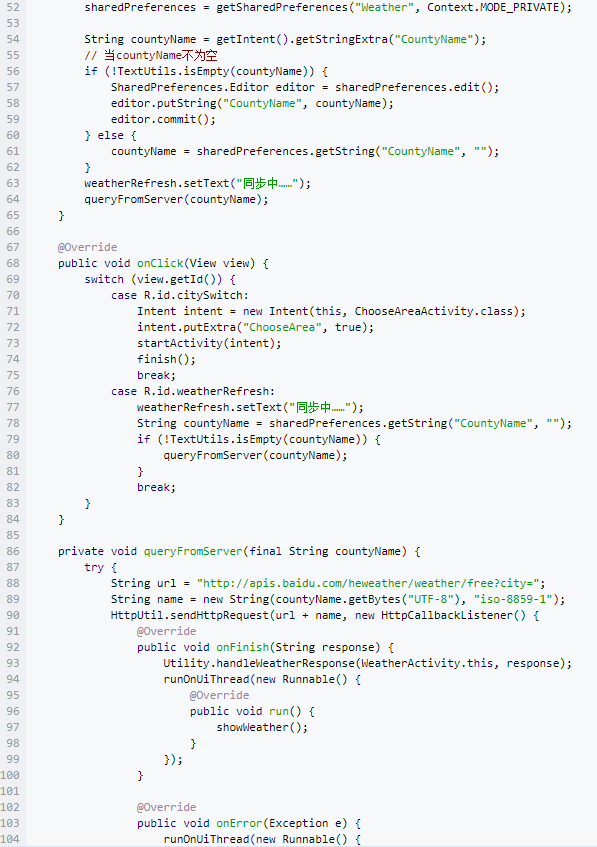 52         sharedPreferences = getSharedPreferences("Weather", Context.MODE_PRIVATE);
53
54         String countyName = getIntent().getStringExtra("CountyName");
55         // 当countyName不为空
56         if (!TextUtils.isEmpty(countyName)) {
57             SharedPreferences.Editor editor = sharedPreferences.edit();
58             editor.putString("CountyName", countyName);
59             editor.commit();
60         } else {
61             countyName = sharedPreferences.getString("CountyName", "");
62         }
63         weatherRefresh.setText("同步中……");
64         queryFromServer(countyName);
65     }
66
67     @Override
68     public void onClick(View view) {
69         switch (view.getId()) {
70             case R.id.citySwitch:
71                 Intent intent = new Intent(this, ChooseAreaActivity.class);
72                 intent.putExtra("ChooseArea", true);
73                 startActivity(intent);
74                 finish();
75                 break;
76             case R.id.weatherRefresh:
77                 weatherRefresh.setText("同步中……");
78                 String countyName = sharedPreferences.getString("CountyName", "");
79                 if (!TextUtils.isEmpty(countyName)) {
80                     queryFromServer(countyName);
81                 }
82                 break;
83         }
84     }
85
86     private void queryFromServer(final String countyName) {
87         try {
88             String url = "http://apis.baidu.com/heweather/weather/free?city=";
89             String name = new String(countyName.getBytes("UTF-8"), "iso-8859-1");
90             HttpUtil.sendHttpRequest(url + name, new HttpCallbackListener() {
91                 @Override
92                 public void onFinish(String response) {
93                     Utility.handleWeatherResponse(WeatherActivity.this, response);
94                     runOnUiThread(new Runnable() {
95                         @Override
96                         public void run() {
97                             showWeather();
98                         }
99                     });
100                 }
101
102                 @Override
103                 public void onError(Exception e) {
104                     runOnUiThread(new Runnable() {